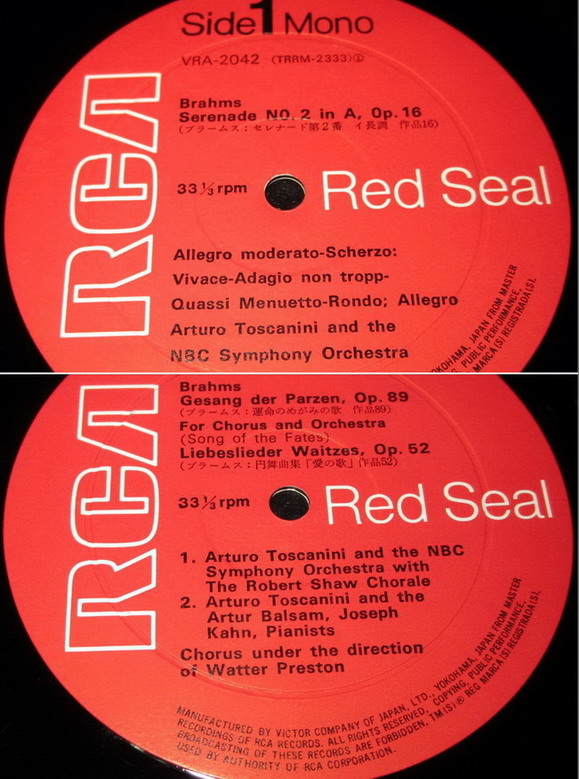 Side 1 Mono
VRA-2042 (TRRM-2333)①
Brahms
Serenade NO. 2 in A, Op. 16
(ブラームス：セレナード第2番 イ長調 作品16)
33⅓ rpm
RCA
Red Seal
Allegro moderato-Scherzo:
Vivace-Adagio non tropp-
Quassi Menuetto-Rondo; Allegro
Arturo Toscanini and the
NBC Symphony Orchestra
YOKOHAMA, JAPAN FROM MASTER
PUBLIC PERFORMANCE,
MARCA(S) REGISTRADA(S).
Brahms
Gesang der Parzen, Op. 89
(ブラームス：運命のめがみの歌 作品89)
For Chorus and Orchestra
(Song of the Fates)
Liebeslieder Waitzes, Op. 52
(ブラームス：円舞曲集「愛の歌」作品52)
33⅓ rpm
RCA
Red Seal
1. Arturo Toscanini and the NBC
Symphony Orchestra with
The Robert Shaw Chorale
2. Arturo Toscanini and the
Artur Balsam, Joseph
Kahn, Pianists
Chorus under the direction
of Watter Preston
MANUFACTURED BY VICTOR COMPANY OF JAPAN, LTD., YOKOHAMA, JAPAN FROM MASTER
RECORDINGS OF RCA RECORDS. ALL RIGHTS RESERVED, COPYING, PUBLIC PERFORMANCE,
BROADCASTING OF THESE RECORDS ARE FORBIDDEN, TM(S)® REG MARCA(S) REGISTRADA(S).
USED BY AUTHORITY OF RCA CORPORATION.